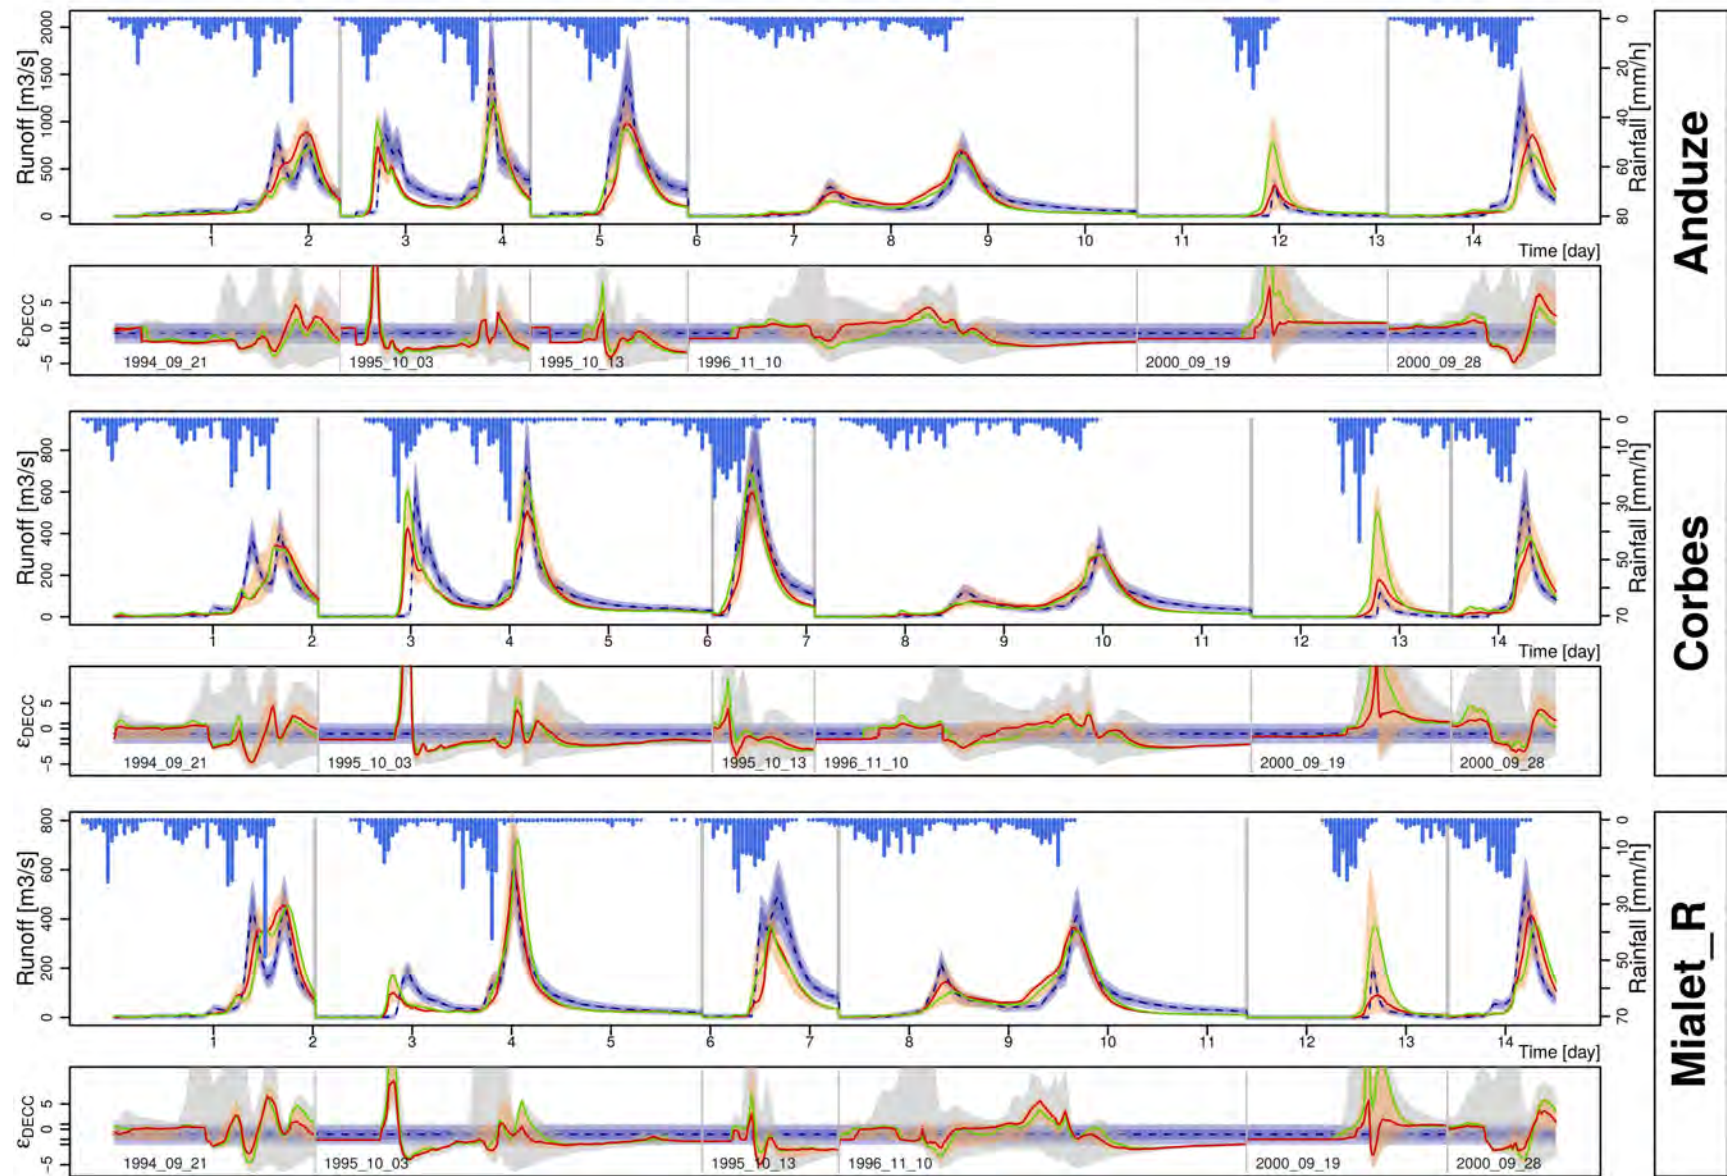 Runoff [m3/s]
0 500 1000 1500 2000
Rainfall [mm/h]
0 20 40 60 80
1 2 3 4 5 6 7 8 9 10 11 12 13 14
Time [day]
εDECC
-5 0 5
1994_09_21 1995_10_03 1995_10_13 1996_11_10 2000_09_19 2000_09_28
Anduze
Runoff [m3/s]
0 200 400 600 800
Rainfall [mm/h]
0 10 30 50 70
1 2 3 4 5 6 7 8 9 10 11 12 13 14
Time [day]
εDECC
-5 0 5
1994_09_21 1995_10_03 1995_10_13 1996_11_10 2000_09_19 2000_09_28
Corbes
Runoff [m3/s]
0 200 400 600 800
Rainfall [mm/h]
0 10 30 50 70
1 2 3 4 5 6 7 8 9 10 11 12 13 14
Time [day]
εDECC
-5 0 5
1994_09_21 1995_10_03 1995_10_13 1996_11_10 2000_09_19 2000_09_28
Mialet_R